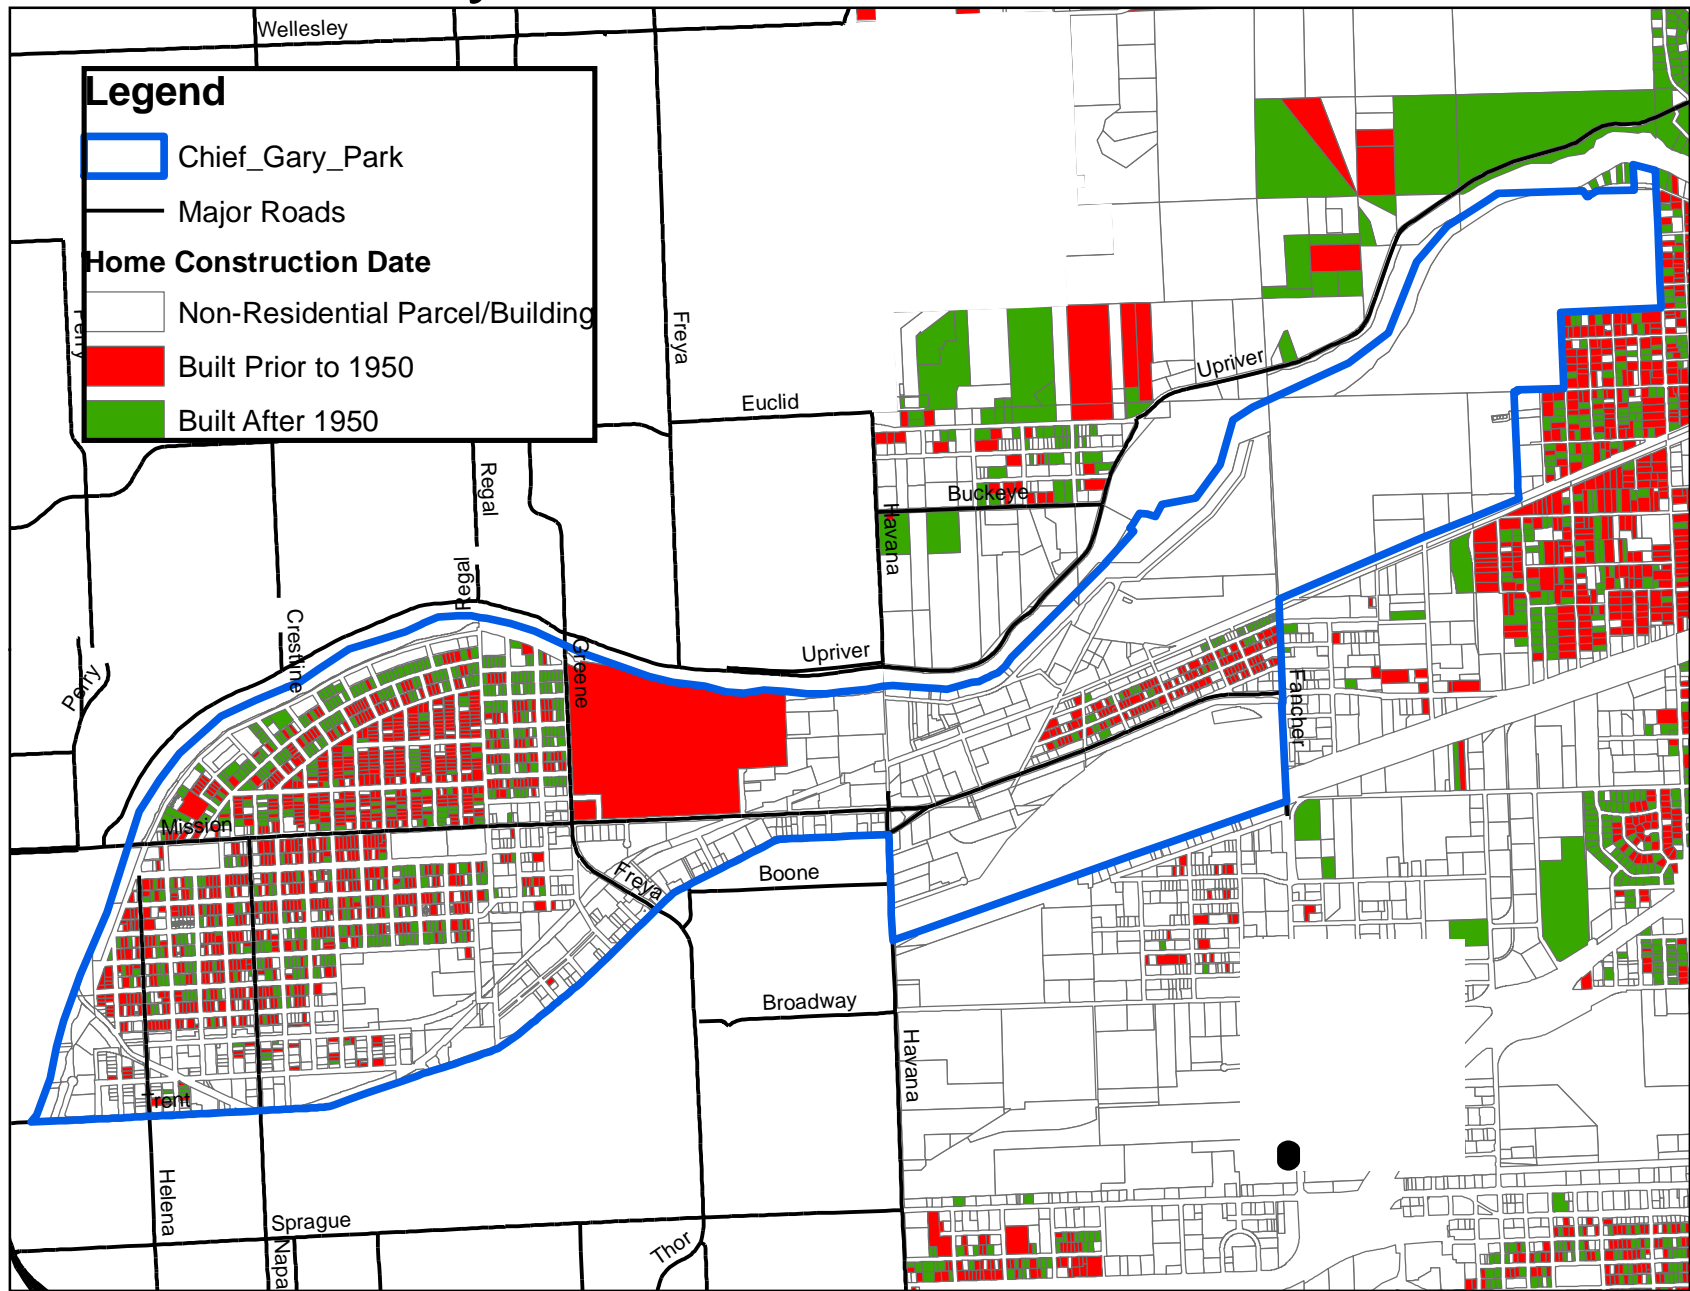 Wellesley
Legend
Chief_Gary_Park
Major Roads
Home Construction Date
Non-Residential Parcel/Building
Built Prior to 1950
Built After 1950
Perry
Freya
Upriver
Euclid
Regal
Buckeye
Havana
Regal
Crestline
Greene
Upriver
Perry
Fancher
Mission
Freya
Boone
Broadway
Havana
Trent
Helena
Sprague
Napa
Thor